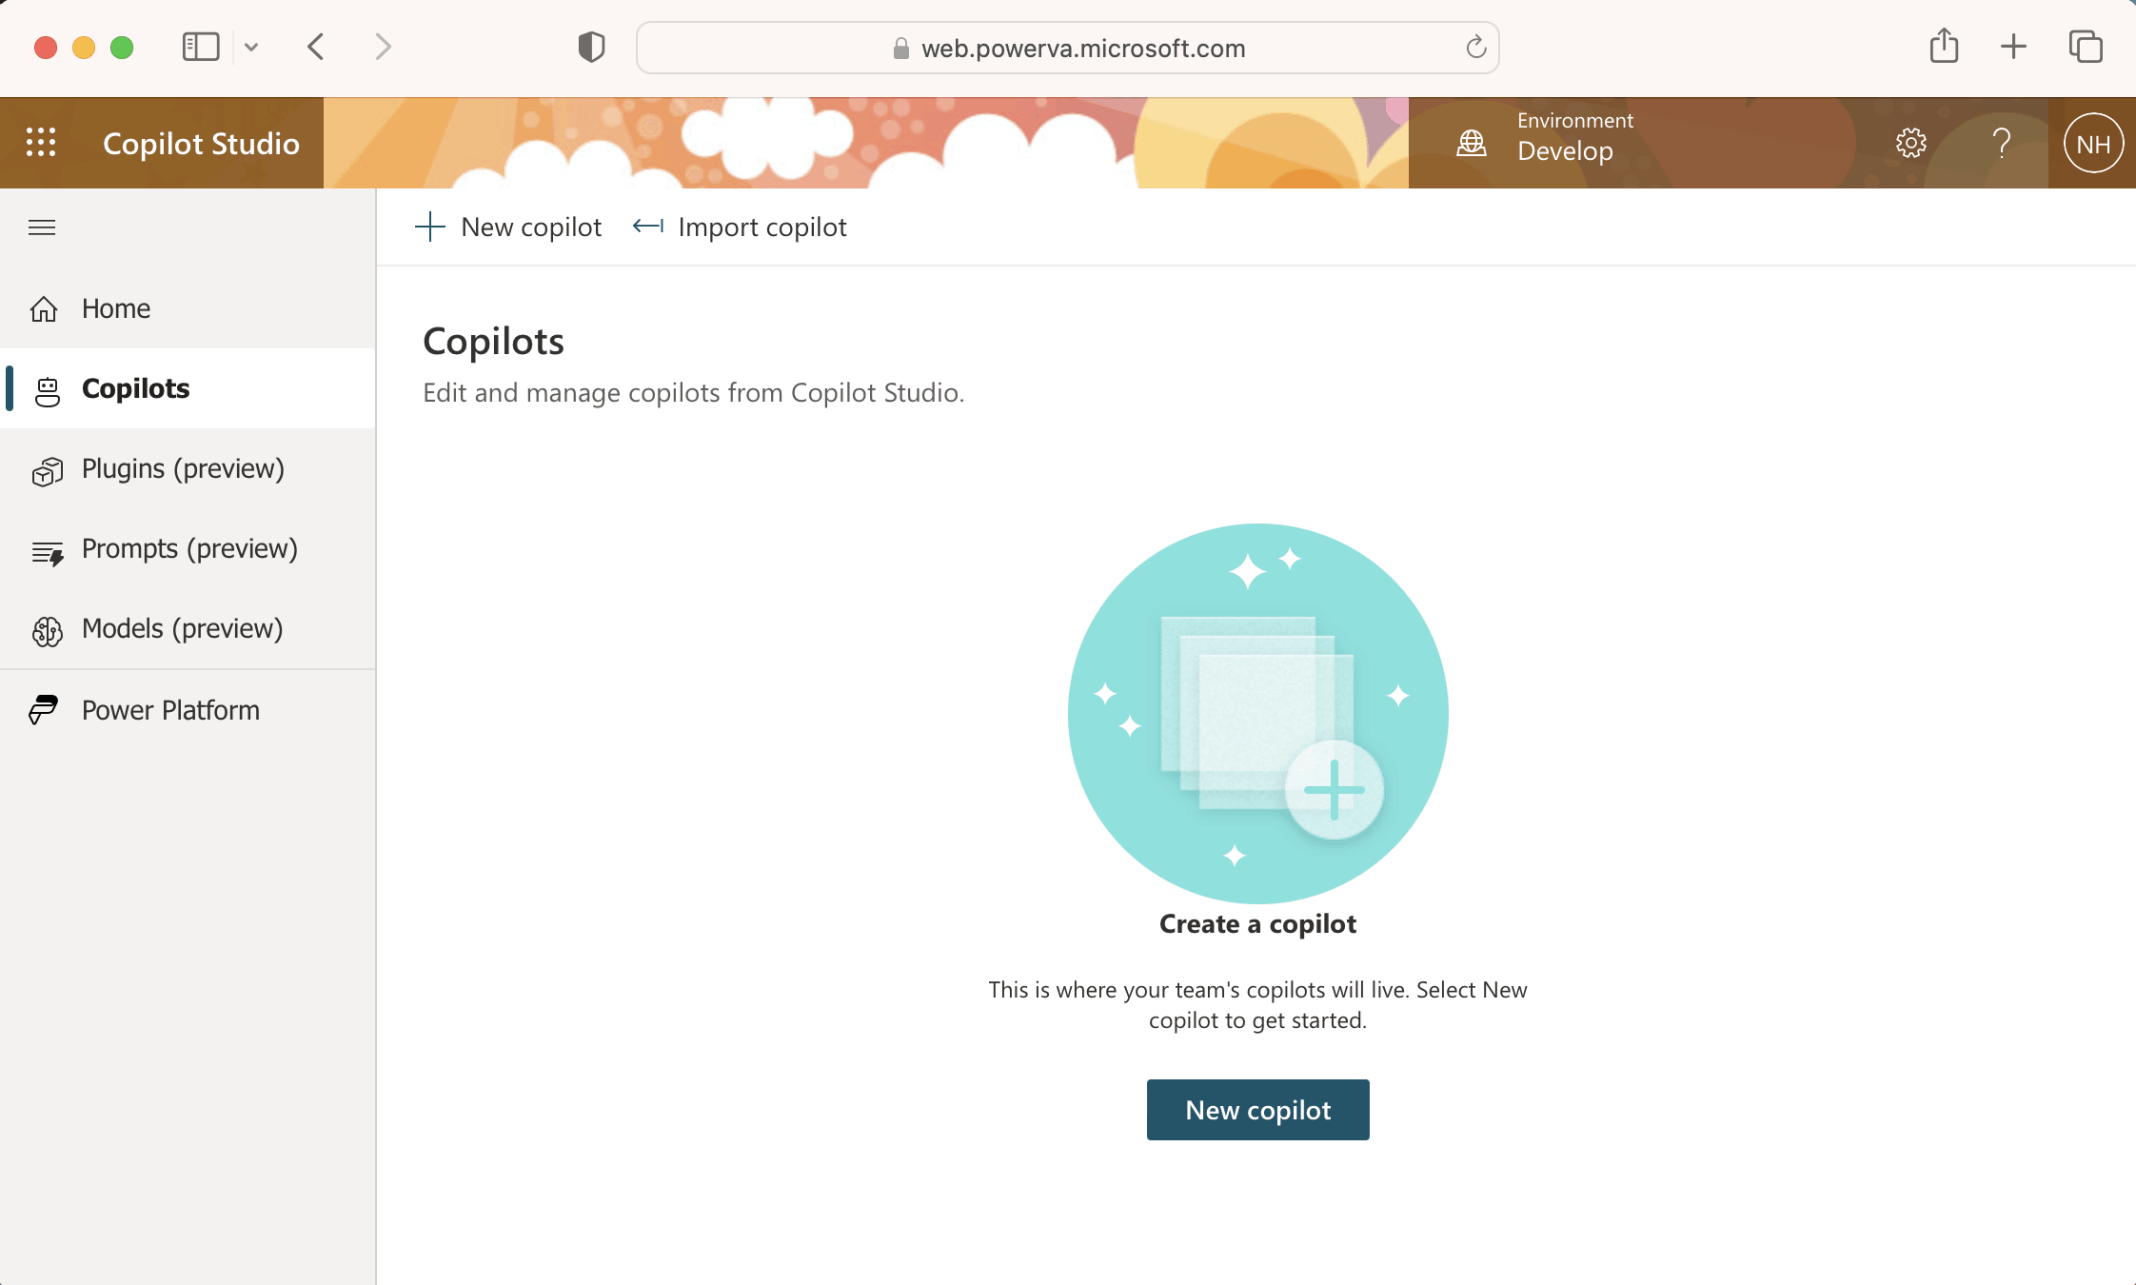 web.powerva.microsoft.com
Copilot Studio
Environment
Develop
?
NH
New copilot
Import copilot
Home
Copilots
Plugins (preview)
Prompts (preview)
Models (preview)
Power Platform
Copilots
Edit and manage copilots from Copilot Studio.
Create a copilot
This is where your team's copilots will live. Select New
copilot to get started.
New copilot